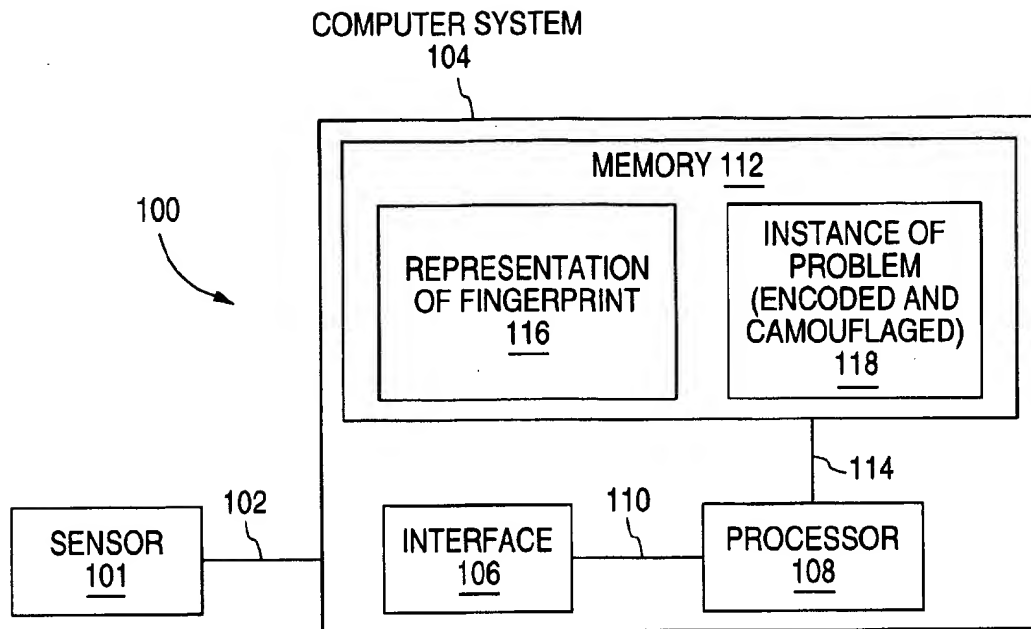 COMPUTER SYSTEM
104
100
MEMORY 112
REPRESENTATION
OF FINGERPRINT
116
INSTANCE OF
PROBLEM
(ENCODED AND
CAMOUFLAGED)
118
114
102
110
SENSOR
101
INTERFACE
106
PROCESSOR
108